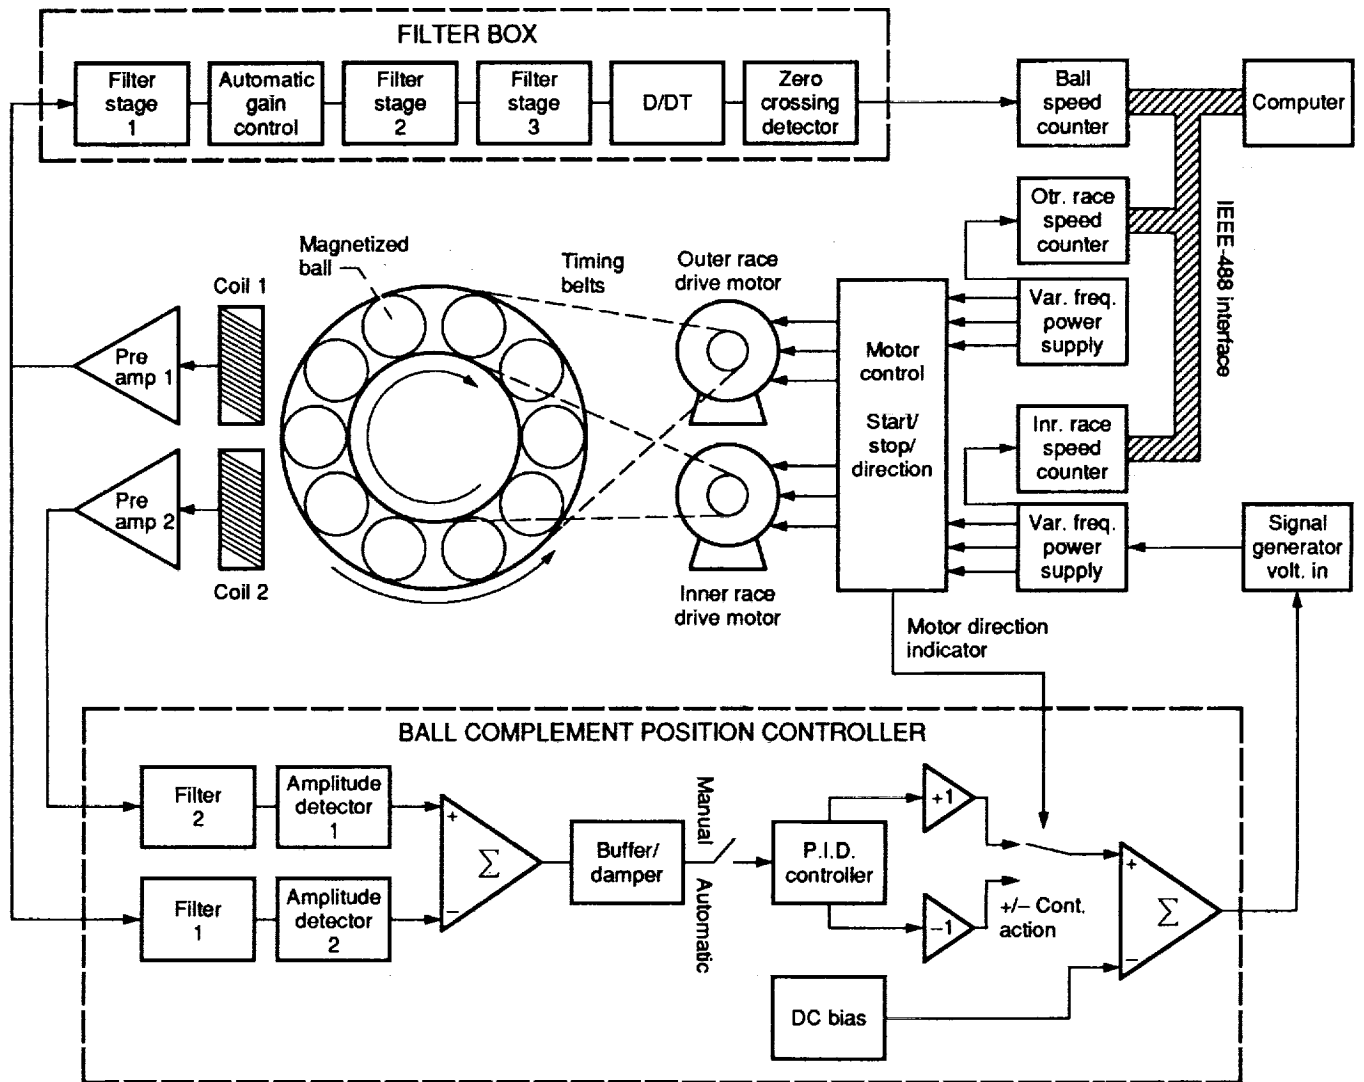 FILTER BOX
Filter
stage
1
Automatic
gain
control
Filter
stage
2
Filter
stage
3
D/DT
Zero
crossing
detector
Ball
speed
counter
Computer
Otr. race
speed
counter
IEEE-488 interface
Magnetized
ball
Timing
belts
Outer race
drive motor
Coil 1
Pre
amp 1
Motor
control
Start/
stop/
direction
Var. freq.
power
supply
Inr. race
speed
counter
Pre
amp 2
Coil 2
Inner race
drive motor
Var. freq.
power
supply
Signal
generator
volt. in
Motor direction
indicator
BALL COMPLEMENT POSITION CONTROLLER
Filter
2
Amplitude
detector
1
+
Σ
−
Filter
1
Amplitude
detector
2
Buffer/
damper
Manual
Automatic
P.I.D.
controller
+1
−1
+/− Cont.
action
+
Σ
−
DC bias